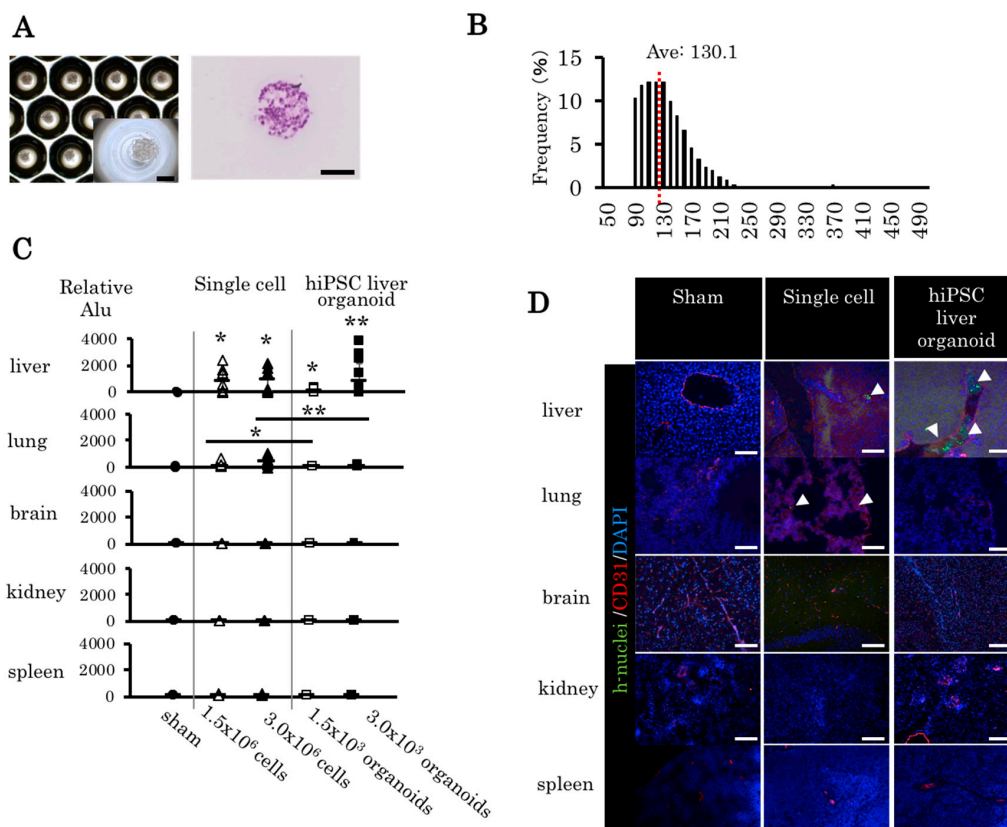 A
B
Ave: 130.1
Frequency (%)
15
10
5
0
50
90
130
170
210
250
290
330
370
410
450
490
C
Relative
Alu
Single cell
hiPSC liver
organoid
liver
4000
2000
0
*
*
*
**
lung
4000
2000
0
*
**
brain
4000
2000
0
kidney
4000
2000
0
spleen
4000
2000
0
sham
1.5x10⁶ cells
3.0x10⁶ cells
1.5x10³ organoids
3.0x10³ organoids
D
Sham
Single cell
hiPSC
liver
organoid
h-nuclei /CD31/DAPI
liver
lung
brain
kidney
spleen